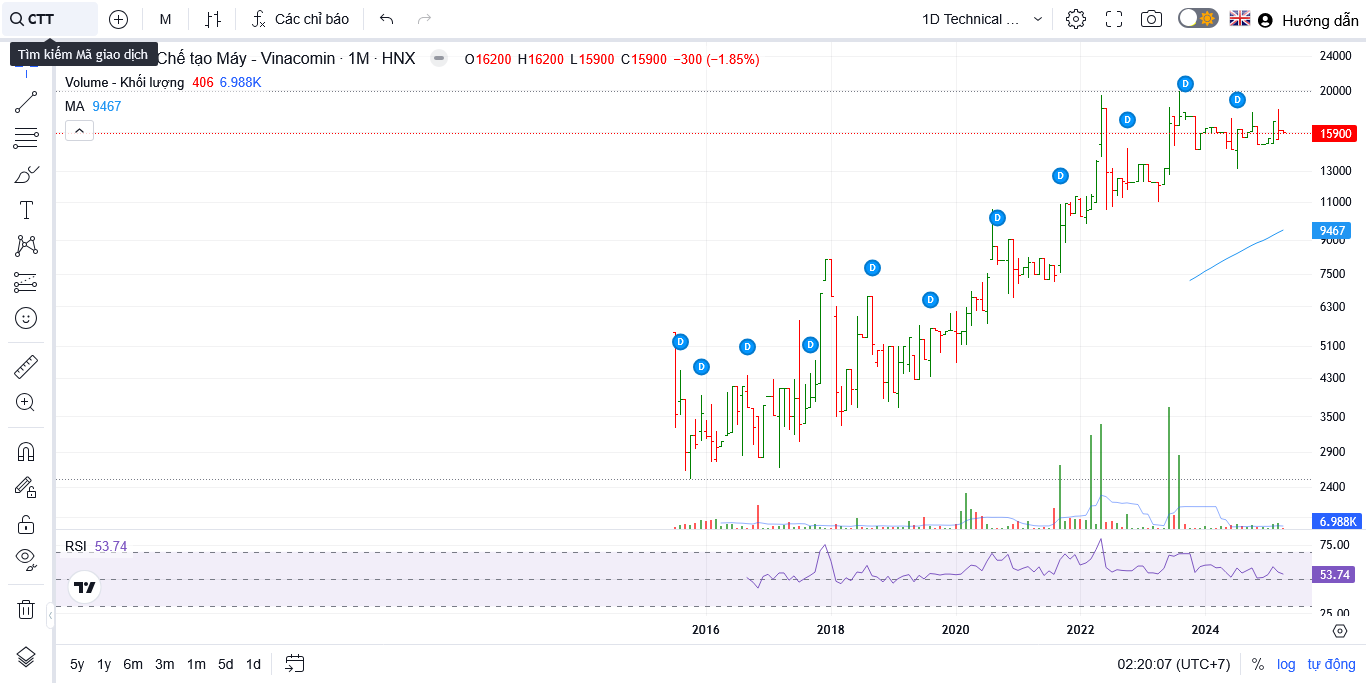 CTT
M
Các chỉ báo
1D Technical ...
Hướng dẫn
Tìm kiếm Mã giao dịch
Chế tạo Máy - Vinacomin · 1M · HNX
O16200 H16200 L15900 C15900 −300 (−1.85%)
Volume - Khối lượng 406 6.988K
MA 9467
24000
20000
15900
13000
11000
9467
9000
7500
6300
5100
4300
3500
2900
2400
6.988K
D
D
D
D
D
D
D
D
D
D
D
RSI 53.74
75.00
53.74
25.00
2016 2018 2020 2022 2024
5y 1y 6m 3m 1m 5d 1d
02:20:07 (UTC+7)
% log tự động